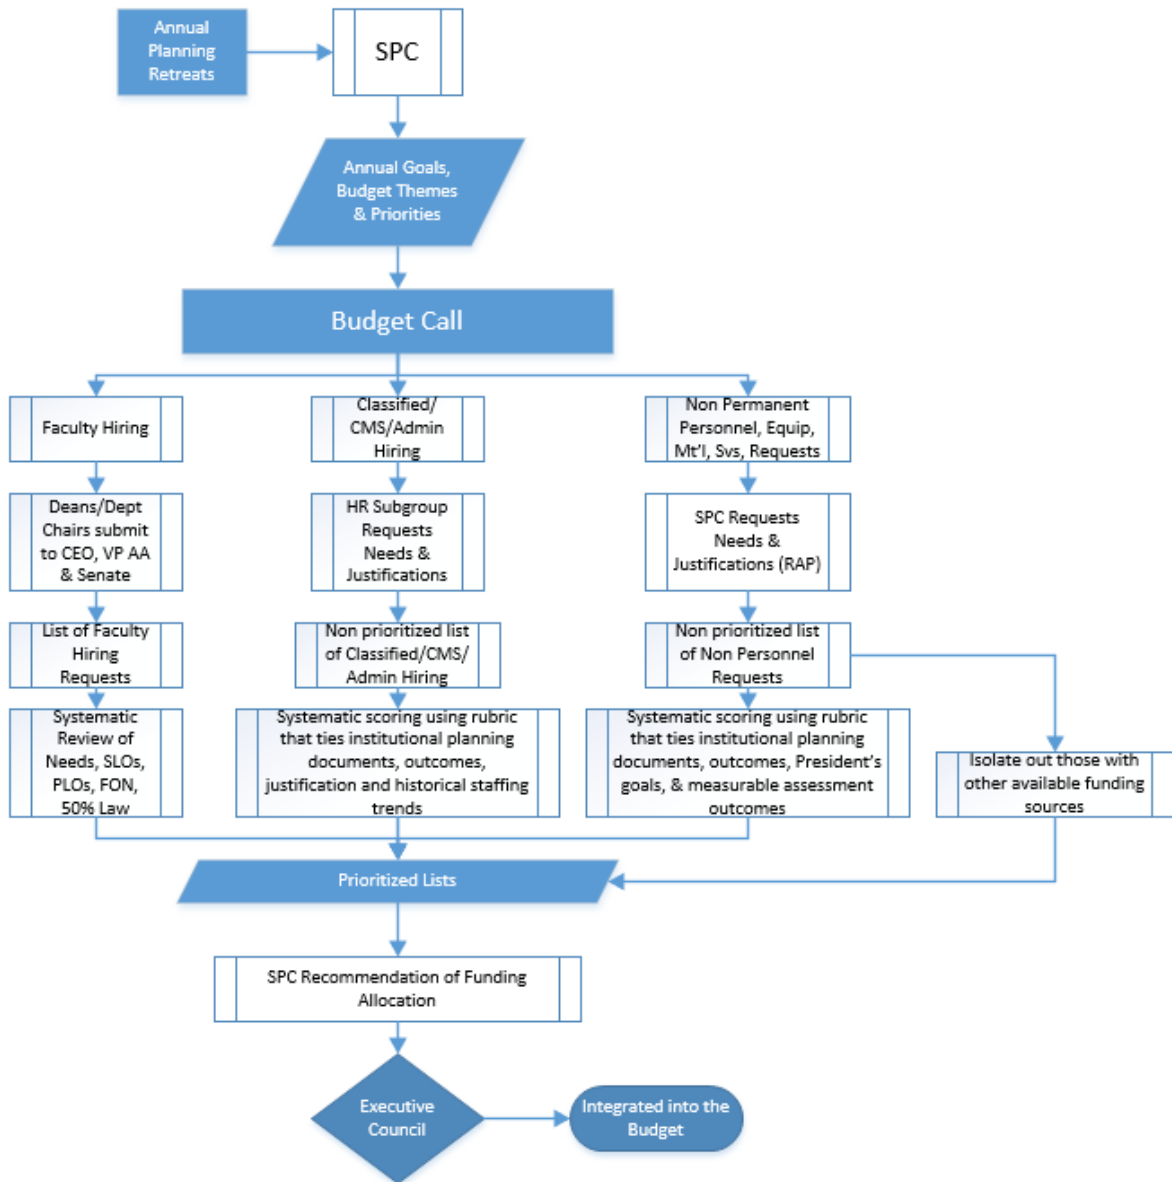 Annual
Planning
Retreats
SPC
Annual Goals,
Budget Themes
& Priorities
Budget Call
Faculty Hiring
Classified/
CMS/Admin
Hiring
Non Permanent
Personnel, Equip,
Mt'l, Svs, Requests
Deans/Dept
Chairs submit
to CEO, VP AA
& Senate
HR Subgroup
Requests
Needs &
Justifications
SPC Requests
Needs &
Justifications (RAP)
List of Faculty
Hiring
Requests
Non prioritized list
of Classified/CMS/
Admin Hiring
Non prioritized list
of Non Personnel
Requests
Systematic
Review of
Needs, SLOs,
PLOs, FON,
50% Law
Systematic scoring using rubric
that ties institutional planning
documents, outcomes,
justification and historical staffing
trends
Systematic scoring using rubric
that ties institutional planning
documents, outcomes, President's
goals, & measurable assessment
outcomes
Isolate out those with
other available funding
sources
Prioritized Lists
SPC Recommendation of Funding
Allocation
Executive
Council
Integrated into the
Budget